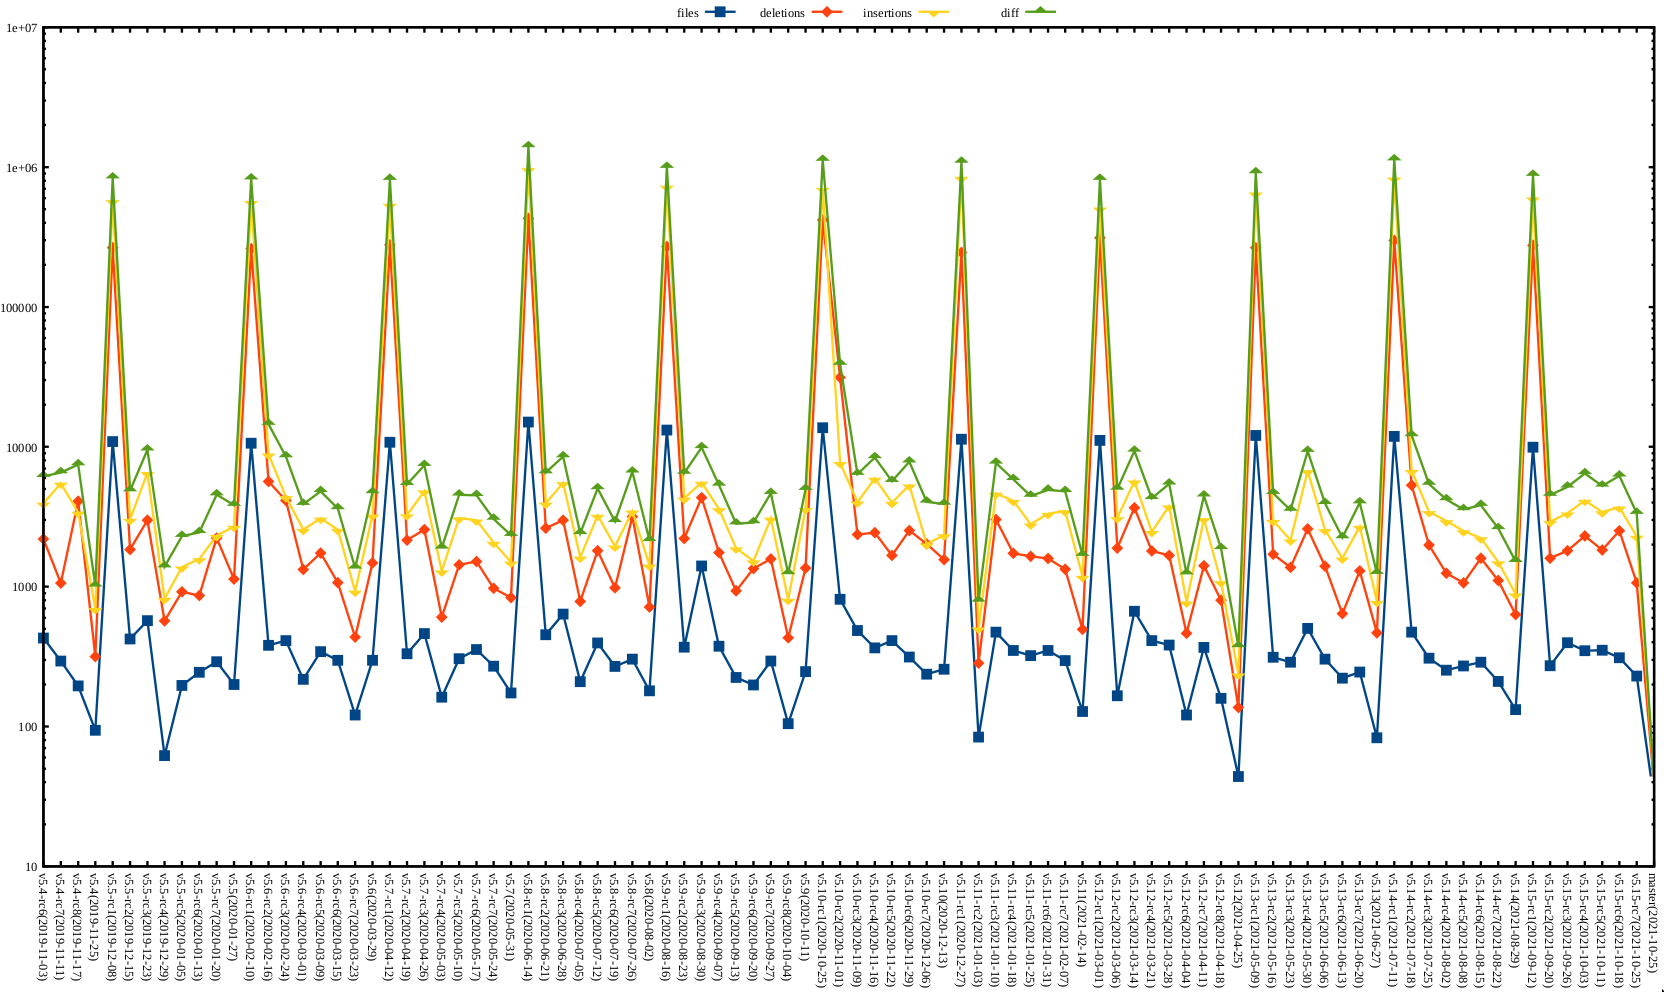 files deletions insertions diff
1e+07
1e+06
100000
10000
1000
100
10
v5.4-rc6(2019-11-03)
v5.4-rc7(2019-11-11)
v5.4-rc8(2019-11-17)
v5.4(2019-11-25)
v5.5-rc1(2019-12-08)
v5.5-rc2(2019-12-15)
v5.5-rc3(2019-12-23)
v5.5-rc4(2019-12-29)
v5.5-rc5(2020-01-05)
v5.5-rc6(2020-01-13)
v5.5-rc7(2020-01-20)
v5.5(2020-01-27)
v5.6-rc1(2020-02-10)
v5.6-rc2(2020-02-16)
v5.6-rc3(2020-02-24)
v5.6-rc4(2020-03-01)
v5.6-rc5(2020-03-09)
v5.6-rc6(2020-03-15)
v5.6-rc7(2020-03-23)
v5.6(2020-03-29)
v5.7-rc1(2020-04-12)
v5.7-rc2(2020-04-19)
v5.7-rc3(2020-04-26)
v5.7-rc4(2020-05-03)
v5.7-rc5(2020-05-10)
v5.7-rc6(2020-05-17)
v5.7-rc7(2020-05-24)
v5.7(2020-05-31)
v5.8-rc1(2020-06-14)
v5.8-rc2(2020-06-21)
v5.8-rc3(2020-06-28)
v5.8-rc4(2020-07-05)
v5.8-rc5(2020-07-12)
v5.8-rc6(2020-07-19)
v5.8-rc7(2020-07-26)
v5.8(2020-08-02)
v5.9-rc1(2020-08-16)
v5.9-rc2(2020-08-23)
v5.9-rc3(2020-08-30)
v5.9-rc4(2020-09-07)
v5.9-rc5(2020-09-13)
v5.9-rc6(2020-09-20)
v5.9-rc7(2020-09-27)
v5.9-rc8(2020-10-04)
v5.9(2020-10-11)
v5.10-rc1(2020-10-25)
v5.10-rc2(2020-11-01)
v5.10-rc3(2020-11-09)
v5.10-rc4(2020-11-16)
v5.10-rc5(2020-11-22)
v5.10-rc6(2020-11-29)
v5.10-rc7(2020-12-06)
v5.10(2020-12-13)
v5.11-rc1(2020-12-27)
v5.11-rc2(2021-01-03)
v5.11-rc3(2021-01-10)
v5.11-rc4(2021-01-18)
v5.11-rc5(2021-01-25)
v5.11-rc6(2021-01-31)
v5.11-rc7(2021-02-07)
v5.11(2021-02-14)
v5.12-rc1(2021-03-01)
v5.12-rc2(2021-03-06)
v5.12-rc3(2021-03-14)
v5.12-rc4(2021-03-21)
v5.12-rc5(2021-03-28)
v5.12-rc6(2021-04-04)
v5.12-rc7(2021-04-11)
v5.12-rc8(2021-04-18)
v5.12(2021-04-25)
v5.13-rc1(2021-05-09)
v5.13-rc2(2021-05-16)
v5.13-rc3(2021-05-23)
v5.13-rc4(2021-05-30)
v5.13-rc5(2021-06-06)
v5.13-rc6(2021-06-13)
v5.13-rc7(2021-06-20)
v5.13(2021-06-27)
v5.14-rc1(2021-07-11)
v5.14-rc2(2021-07-18)
v5.14-rc3(2021-07-25)
v5.14-rc4(2021-08-02)
v5.14-rc5(2021-08-08)
v5.14-rc6(2021-08-15)
v5.14-rc7(2021-08-22)
v5.14(2021-08-29)
v5.15-rc1(2021-09-12)
v5.15-rc2(2021-09-20)
v5.15-rc3(2021-09-26)
v5.15-rc4(2021-10-03)
v5.15-rc5(2021-10-11)
v5.15-rc6(2021-10-18)
v5.15-rc7(2021-10-25)
master(2021-10-25)